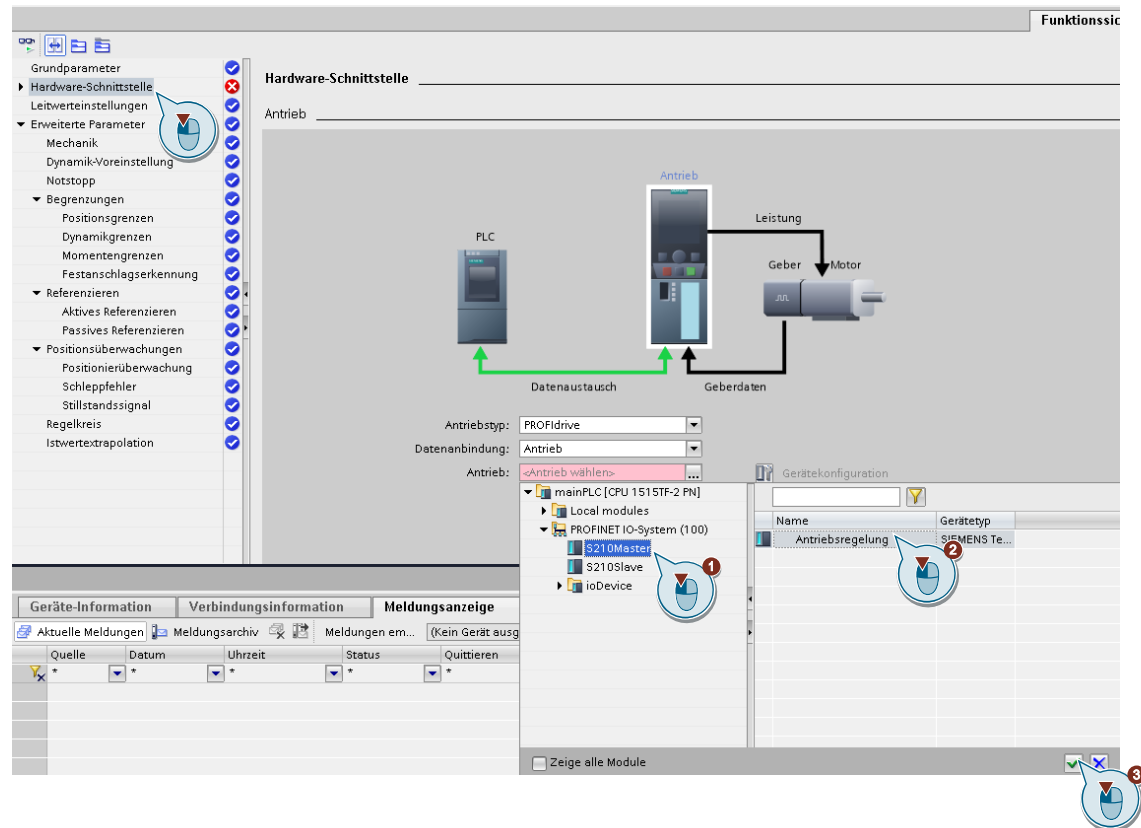 Funktionssic
Grundparameter
Hardware-Schnittstelle
Leitwerteinstellungen
Erweiterte Parameter
Mechanik
Dynamik-Voreinstellung
Notstopp
Begrenzungen
Positionsgrenzen
Dynamikgrenzen
Momentengrenzen
Festanschlagserkennung
Referenzieren
Aktives Referenzieren
Passives Referenzieren
Positionsüberwachungen
Positionierüberwachung
Schleppfehler
Stillstandssignal
Regelkreis
Istwertextrapolation
Hardware-Schnittstelle
Antrieb
Antrieb
Leistung
PLC
Geber Motor
Datenaustausch Geberdaten
Antriebstyp: PROFIdrive
Datenanbindung: Antrieb
Antrieb: <Antrieb wählen> ...
Gerätekonfiguration
mainPLC [CPU 1515TF-2 PN]
Local modules
PROFINET IO-System (100)
S210Master
1
S210Slave
ioDevice
Name Gerätetyp
Antriebsregelung SIEMENS Te...
2
Zeige alle Module
3
Geräte-Information Verbindungsinformation Meldungsanzeige
Aktuelle Meldungen Meldungsarchiv Meldungen em... (Kein Gerät ausg
Quelle Datum Uhrzeit Status Quittieren
* * * * *